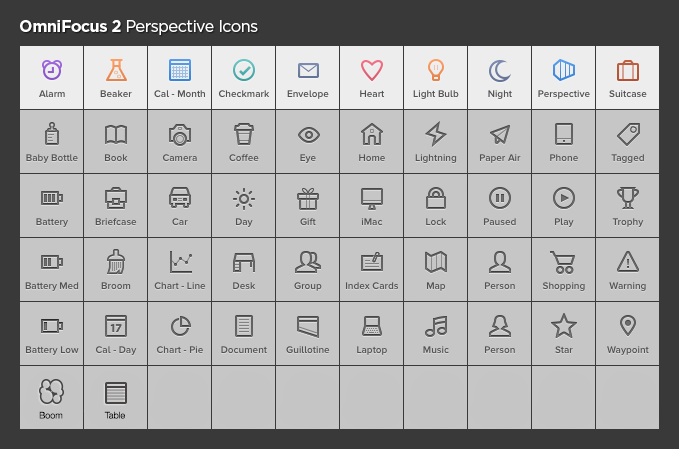 OmniFocus 2 Perspective Icons
Alarm Beaker Cal - Month Checkmark Envelope Heart Light Bulb Night Perspective Suitcase
Baby Bottle Book Camera Coffee Eye Home Lightning Paper Air Phone Tagged
Battery Briefcase Car Day Gift iMac Lock Paused Play Trophy
Battery Med Broom Chart - Line Desk Group Index Cards Map Person Shopping Warning
17
Battery Low Cal - Day Chart - Pie Document Guillotine Laptop Music Person Star Waypoint
Boom Table